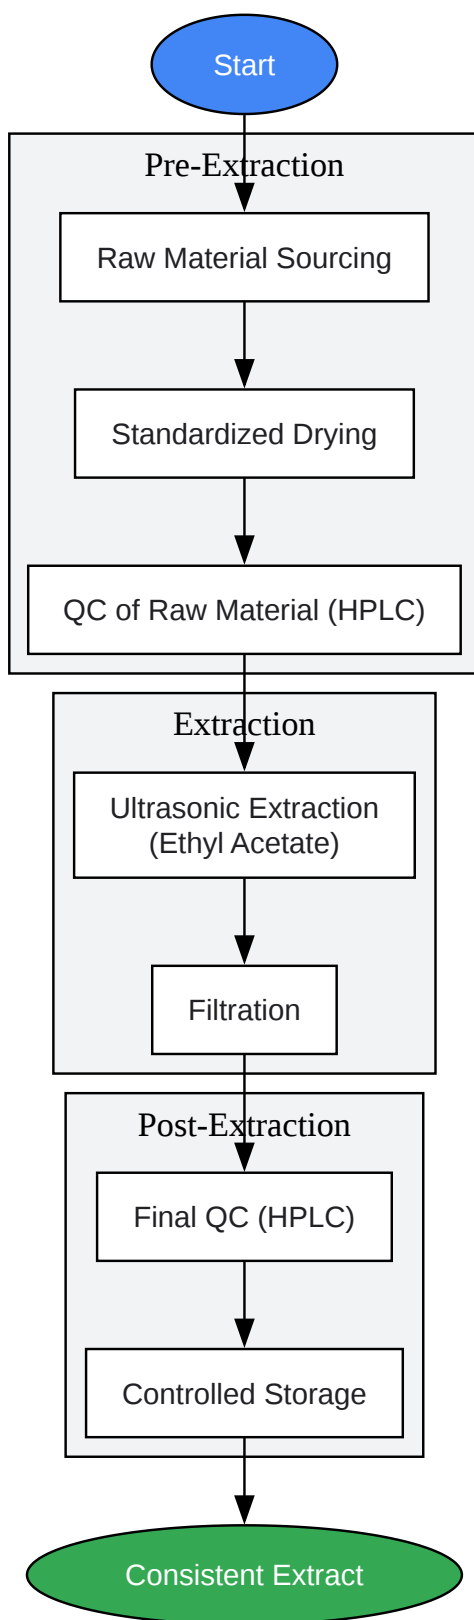 Start
Pre-Extraction
Raw Material Sourcing
Standardized Drying
QC of Raw Material (HPLC)
Extraction
Ultrasonic Extraction
(Ethyl Acetate)
Filtration
Post-Extraction
Final QC (HPLC)
Controlled Storage
Consistent Extract